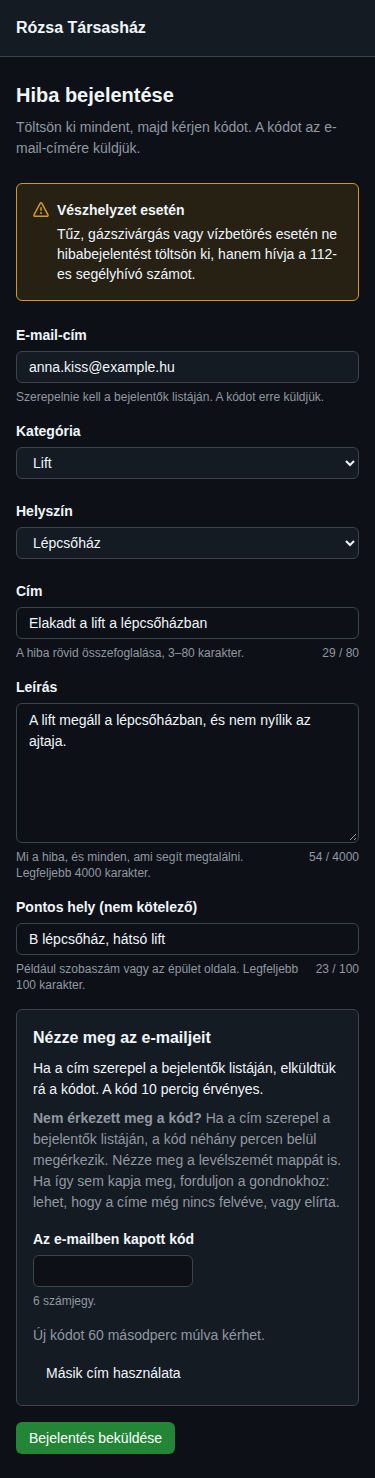 Rózsa Társasház
Hiba bejelentése
Töltsön ki mindent, majd kérjen kódot. A kódot az e-
mail-címére küldjük.
Vészhelyzet esetén
Tűz, gázszivárgás vagy vízbetörés esetén ne
hibabejelentést töltsön ki, hanem hívja a 112-
es segélyhívó számot.
E-mail-cím
anna.kiss@example.hu
Szerepelnie kell a bejelentők listáján. A kódot erre küldjük.
Kategória
Lift
Helyszín
Lépcsőház
Cím
Elakadt a lift a lépcsőházban
A hiba rövid összefoglalása, 3–80 karakter. 29 / 80
Leírás
A lift megáll a lépcsőházban, és nem nyílik az
ajtaja.
Mi a hiba, és minden, ami segít megtalálni. 54 / 4000
Legfeljebb 4000 karakter.
Pontos hely (nem kötelező)
B lépcsőház, hátsó lift
Például szobaszám vagy az épület oldala. Legfeljebb 23 / 100
100 karakter.
Nézze meg az e-mailjeit
Ha a cím szerepel a bejelentők listáján, elküldtük
rá a kódot. A kód 10 percig érvényes.
Nem érkezett meg a kód? Ha a cím szerepel a
bejelentők listáján, a kód néhány percen belül
megérkezik. Nézze meg a levélszemét mappát is.
Ha így sem kapja meg, forduljon a gondnokhoz:
lehet, hogy a címe még nincs felvéve, vagy elírta.
Az e-mailben kapott kód
6 számjegy.
Új kódot 60 másodperc múlva kérhet.
Másik cím használata
Bejelentés beküldése